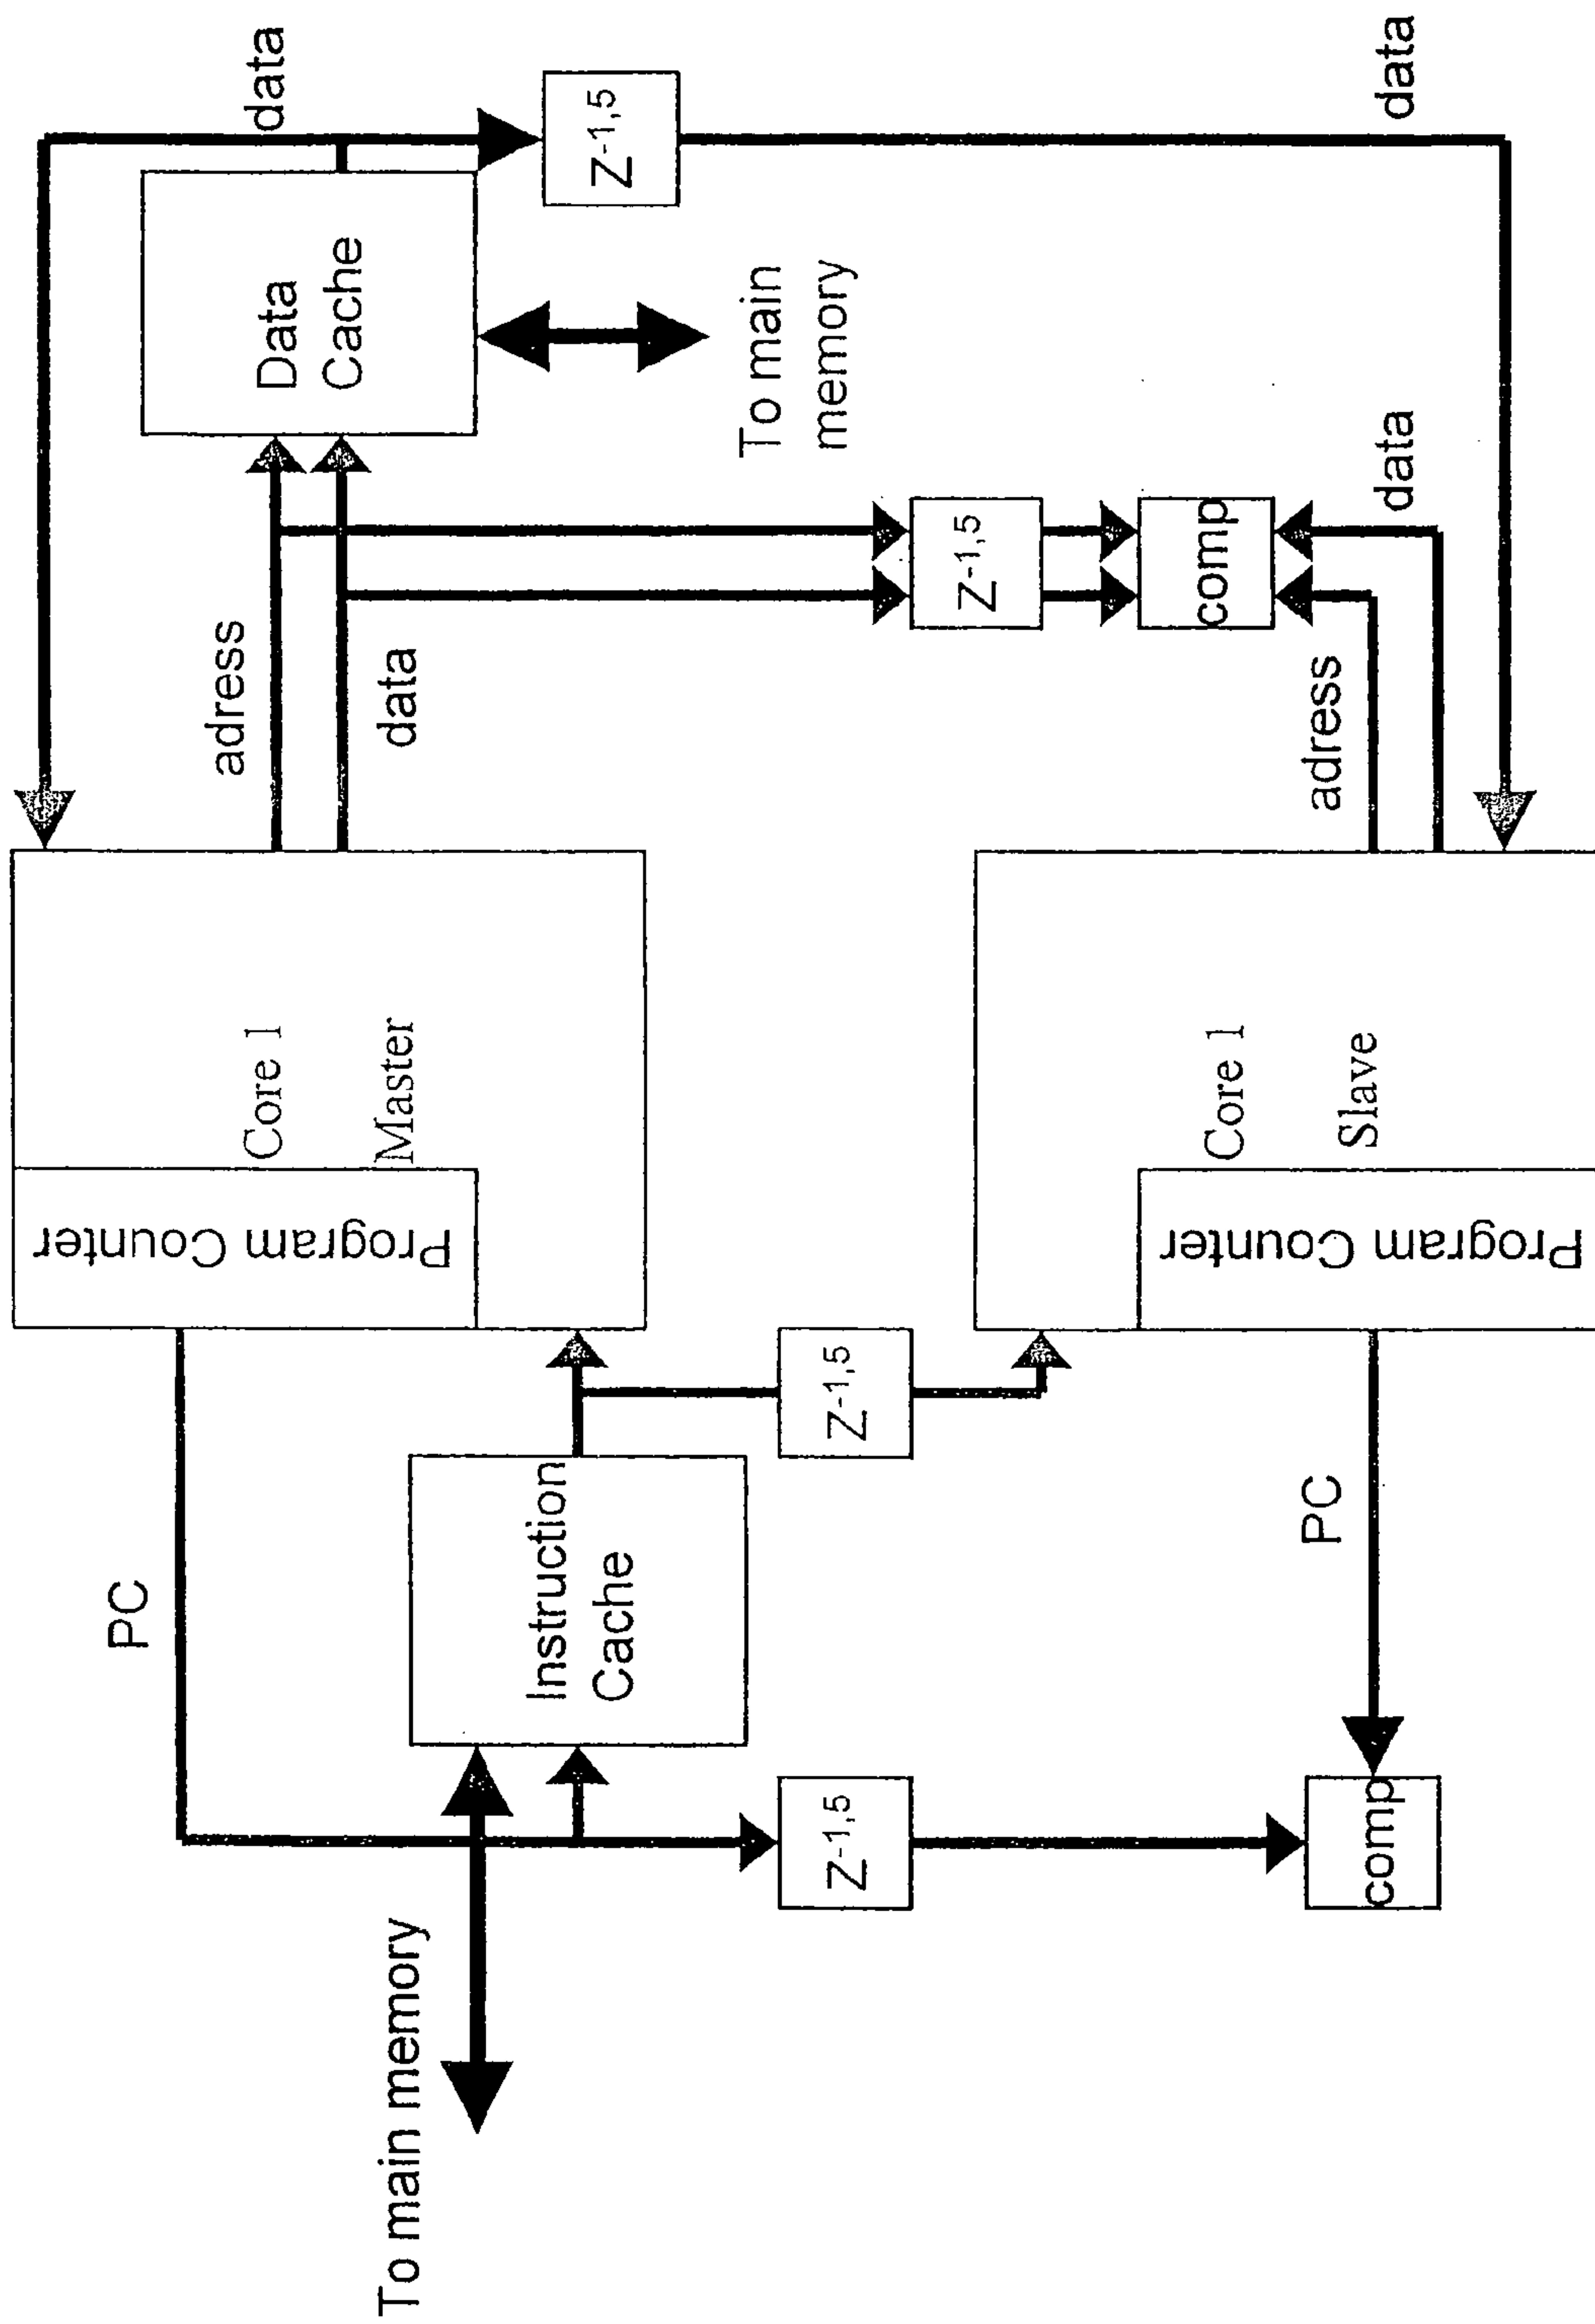 PC
adress
Program Counter
Core 1
Data
Cache
data
To main memory
Master
data
Instruction
Cache
Z-1,5
To main
memory
Z-1,5
Z-1,5
Z-1,5
comp
Core 1
PC
adress
Slave
Program Counter
comp
data
data